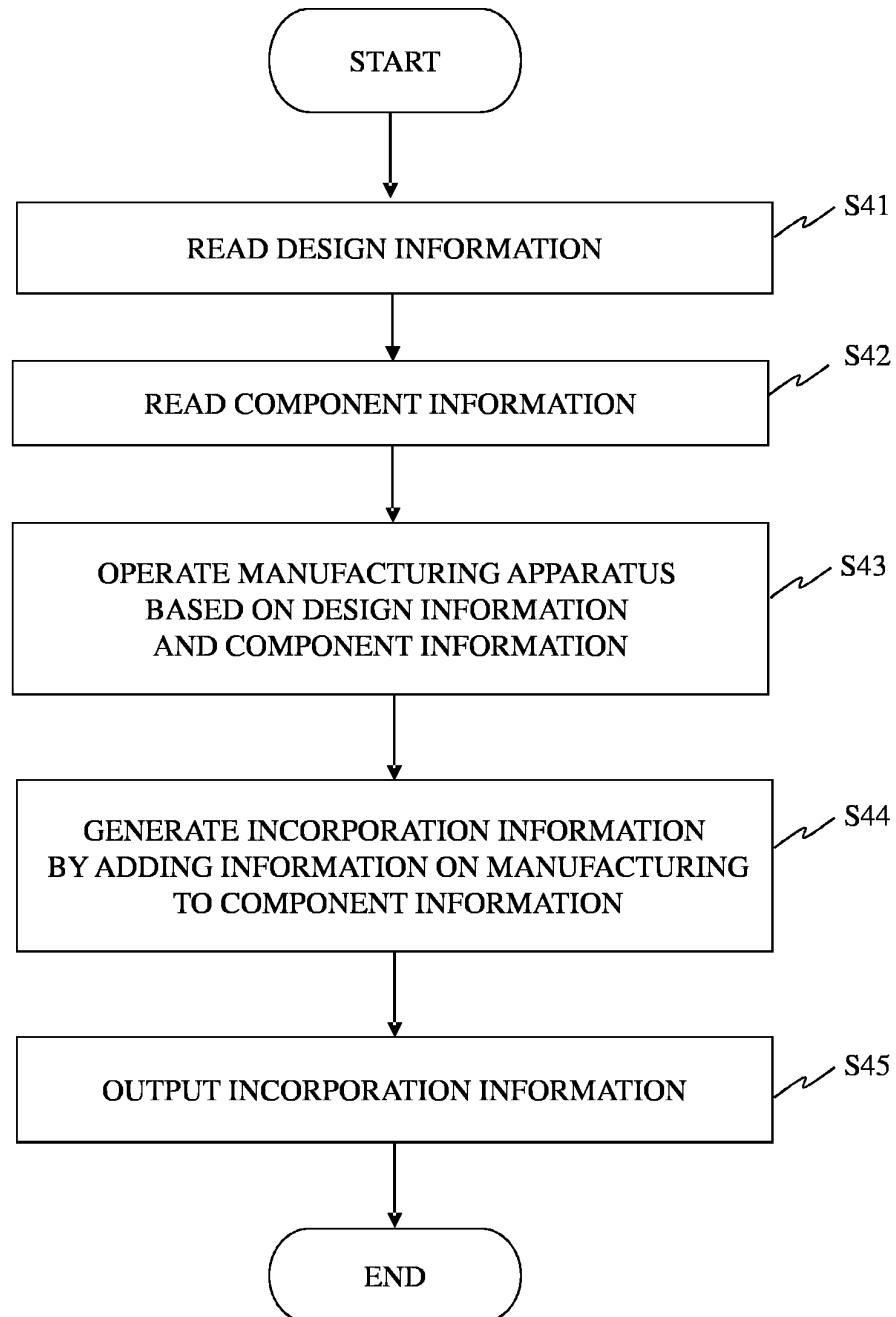 START
READ DESIGN INFORMATION
S41
READ COMPONENT INFORMATION
S42
OPERATE MANUFACTURING APPARATUS
BASED ON DESIGN INFORMATION
AND COMPONENT INFORMATION
S43
GENERATE INCORPORATION INFORMATION
BY ADDING INFORMATION ON MANUFACTURING
TO COMPONENT INFORMATION
S44
OUTPUT INCORPORATION INFORMATION
S45
END